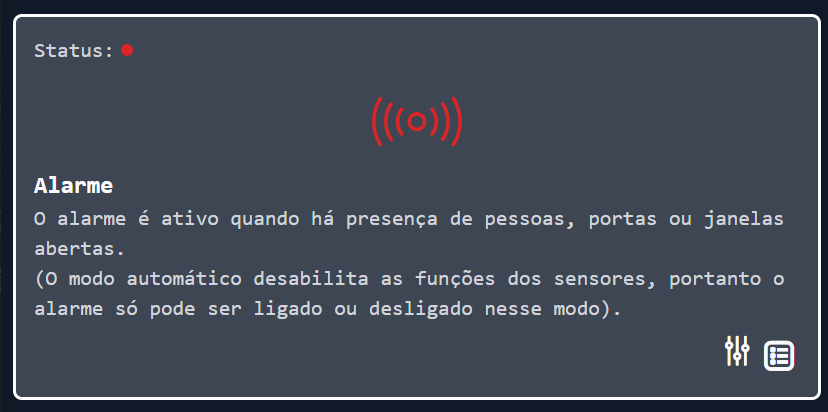 Status:
Alarme
O alarme é ativo quando há presença de pessoas, portas ou janelas
abertas.
(O modo automático desabilita as funções dos sensores, portanto o
alarme só pode ser ligado ou desligado nesse modo).